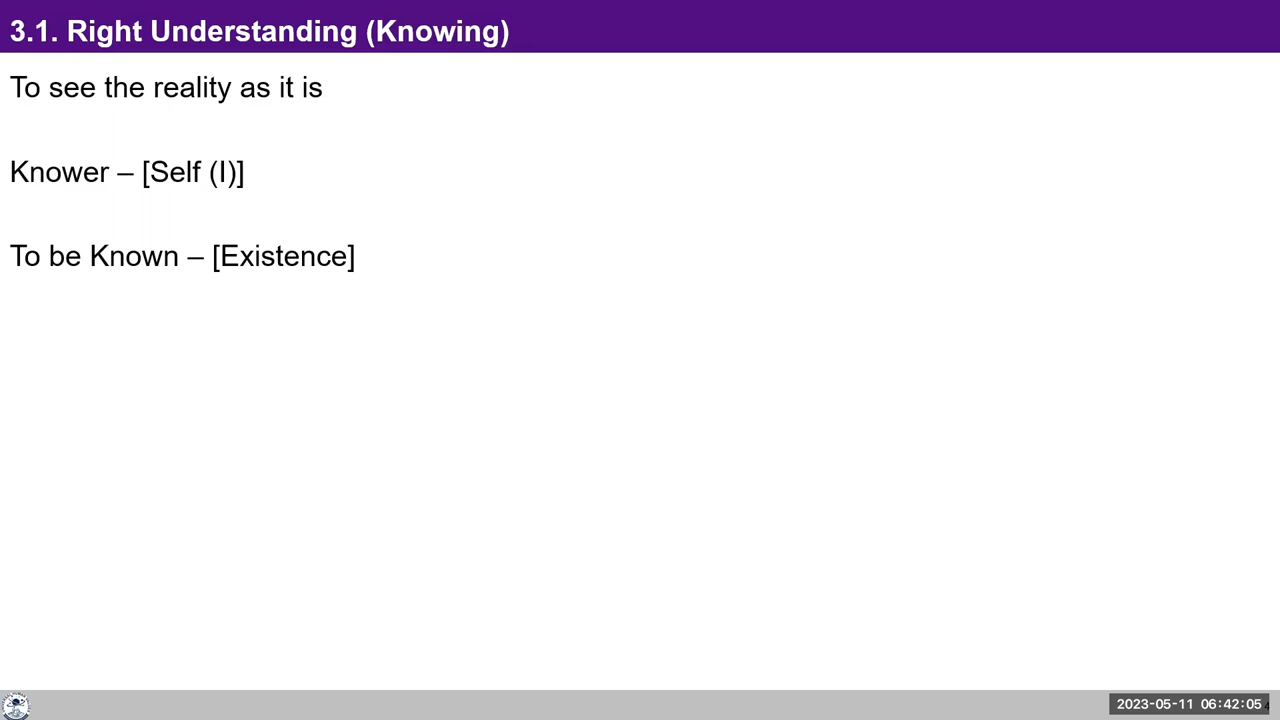 3.1. Right Understanding (Knowing)
To see the reality as it is
Knower – [Self (I)]
To be Known – [Existence]
2023-05-11 06:42:05